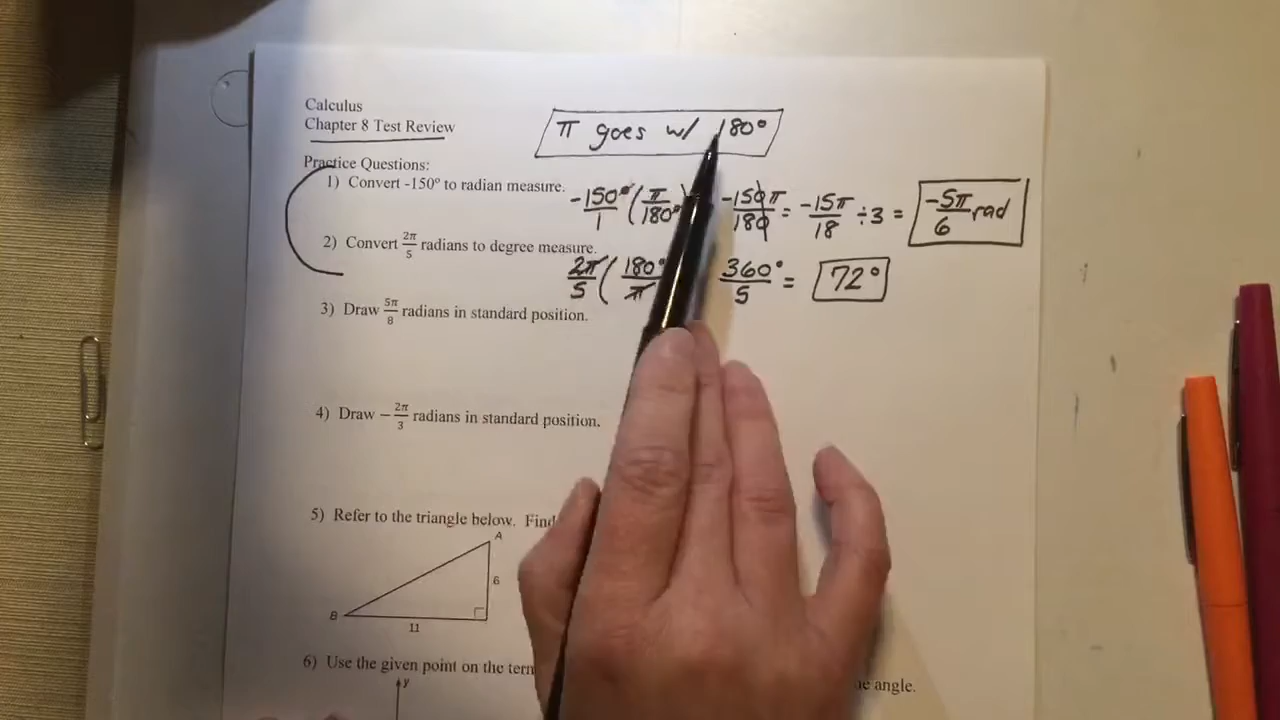 Calculus
Chapter 8 Test Review
π goes w/ 180°
Practice Questions:
1) Convert -150º to radian measure.
-150°/1 (π/180° -150π/180 = -15π/18 ÷3 = -5π/6 rad
2) Convert 2π/5 radians to degree measure.
2π/5 (180°/π 360°/5 = 72°
3) Draw 5π/8 radians in standard position.
4) Draw −2π/3 radians in standard position.
5) Refer to the triangle below. Find
A
6
B
11
6) Use the given point on the term angle.
y